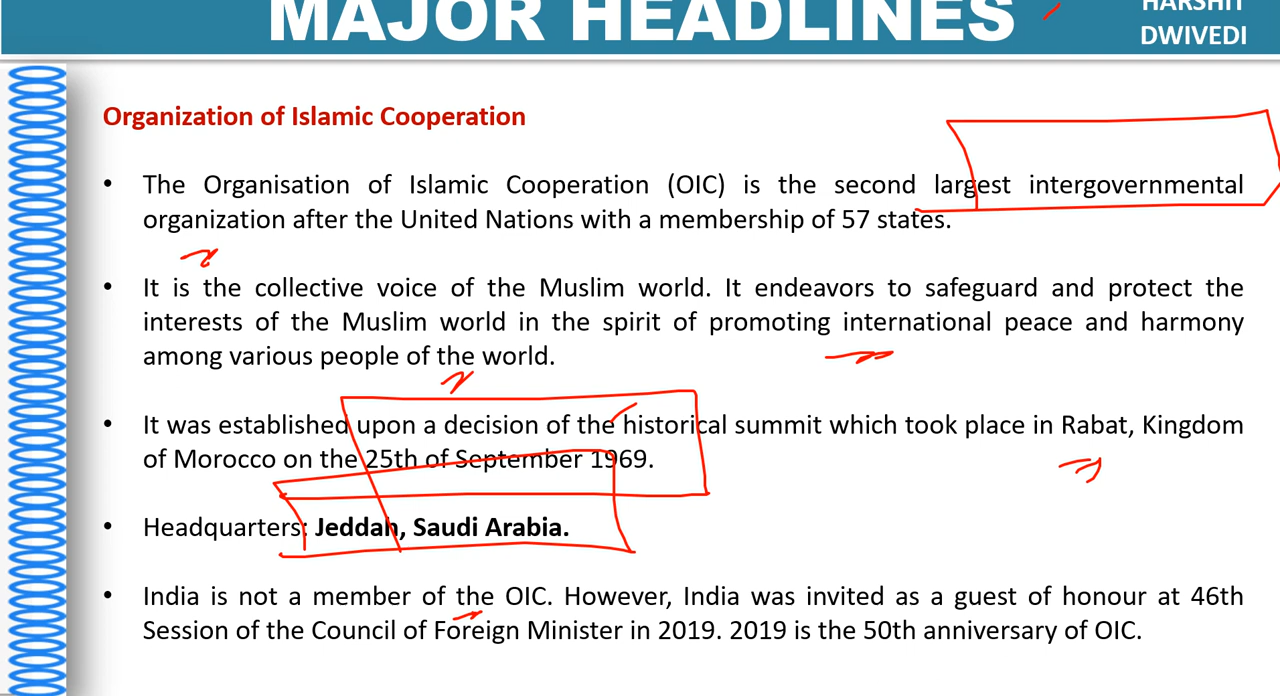 MAJOR HEADLINES
HARSHIT
DWIVEDI
Organization of Islamic Cooperation
• The Organisation of Islamic Cooperation (OIC) is the second largest intergovernmental
organization after the United Nations with a membership of 57 states.
• It is the collective voice of the Muslim world. It endeavors to safeguard and protect the
interests of the Muslim world in the spirit of promoting international peace and harmony
among various people of the world.
• It was established upon a decision of the historical summit which took place in Rabat, Kingdom
of Morocco on the 25th of September 1969.
• Headquarters: Jeddah, Saudi Arabia.
• India is not a member of the OIC. However, India was invited as a guest of honour at 46th
Session of the Council of Foreign Minister in 2019. 2019 is the 50th anniversary of OIC.